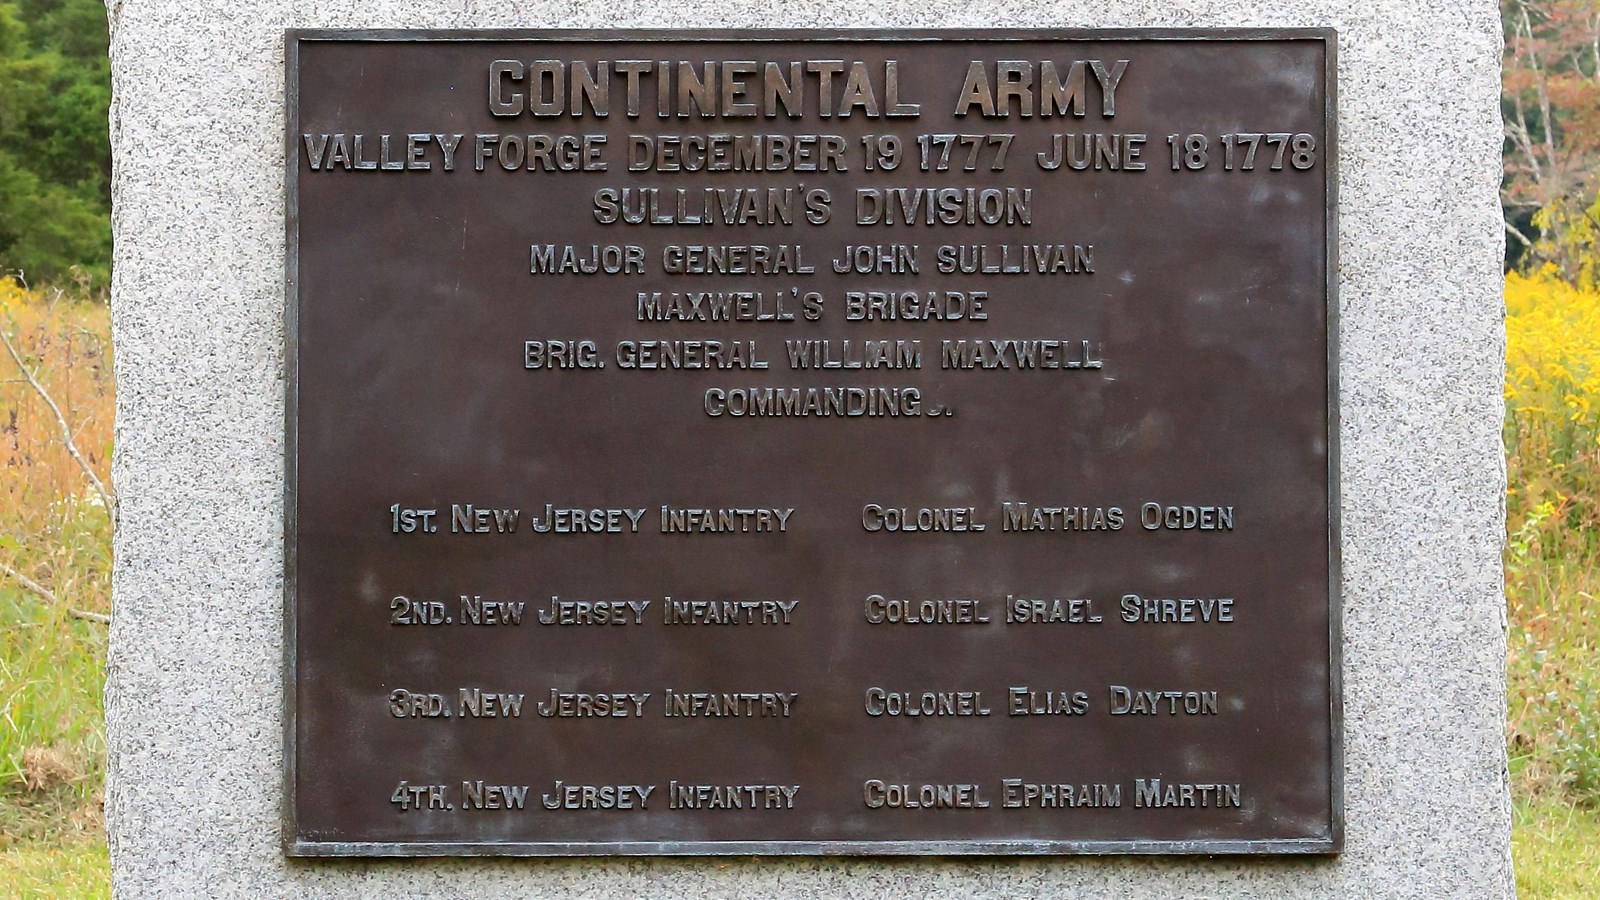 CONTINENTAL ARMY
VALLEY FORGE DECEMBER 19 1777 JUNE 18 1778
SULLIVAN'S DIVISION
MAJOR GENERAL JOHN SULLIVAN
MAXWELL'S BRIGADE
BRIG. GENERAL WILLIAM MAXWELL
COMMANDING.
1ST. NEW JERSEY INFANTRY COLONEL MATHIAS OGDEN
2ND. NEW JERSEY INFANTRY COLONEL ISRAEL SHREVE
3RD. NEW JERSEY INFANTRY COLONEL ELIAS DAYTON
4TH. NEW JERSEY INFANTRY COLONEL EPHRAIM MARTIN